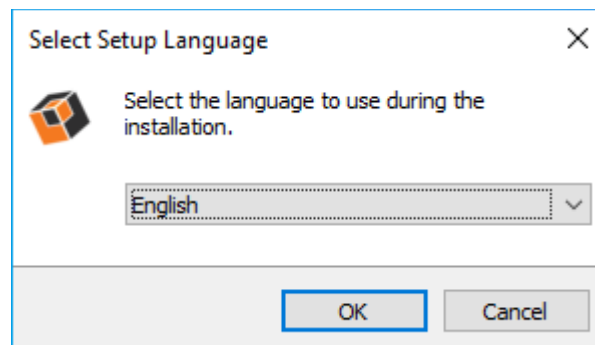 Select Setup Language
Select the language to use during the
installation.
English
OK
Cancel